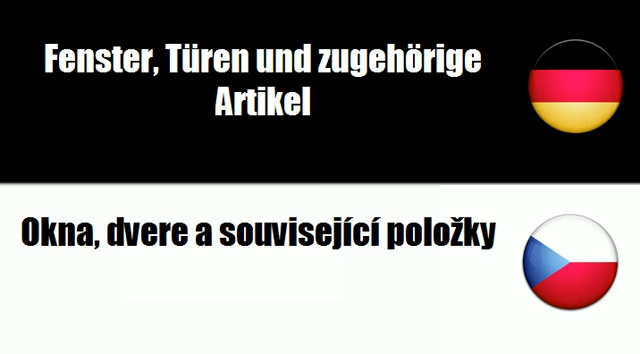 Fenster, Türen und zugehörige
Artikel
Okna, dvere a související položky